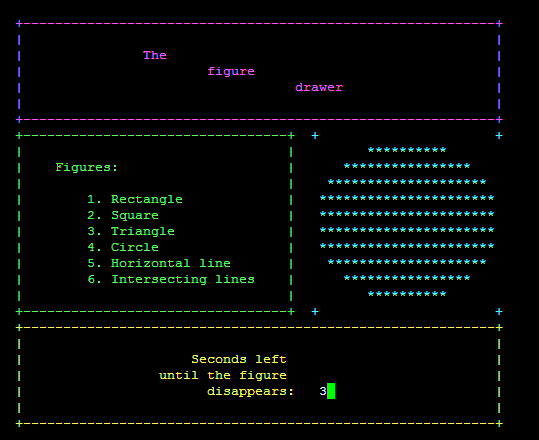 The
figure
drawer
Figures:
1. Rectangle
2. Square
3. Triangle
4. Circle
5. Horizontal line
6. Intersecting lines
Seconds left
until the figure
disappears: 3